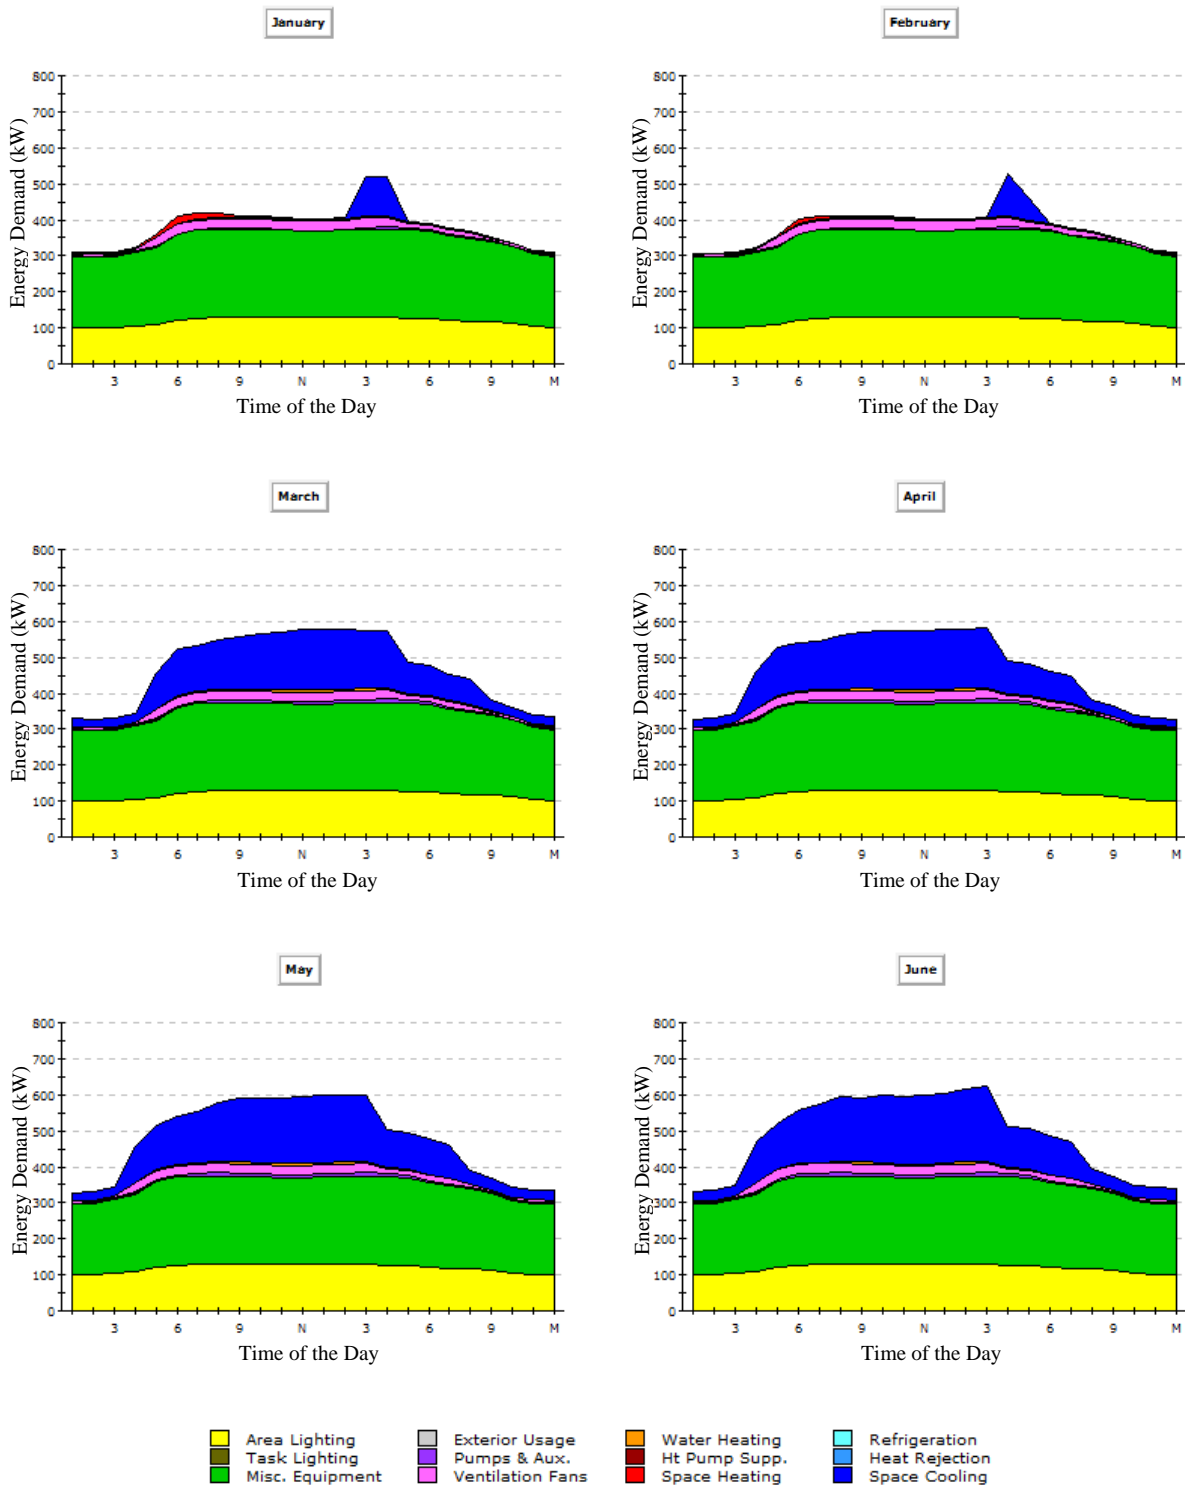 January
February
Energy Demand (kW)
800
700
600
500
400
300
200
100
0
3 6 9 N 3 6 9 M
Time of the Day
Energy Demand (kW)
800
700
600
500
400
300
200
100
0
3 6 9 N 3 6 9 M
Time of the Day
March
April
Energy Demand (kW)
800
700
600
500
400
300
200
100
0
3 6 9 N 3 6 9 M
Time of the Day
Energy Demand (kW)
800
700
600
500
400
300
200
100
0
3 6 9 N 3 6 9 M
Time of the Day
May
June
Energy Demand (kW)
800
700
600
500
400
300
200
100
0
3 6 9 N 3 6 9 M
Time of the Day
Energy Demand (kW)
800
700
600
500
400
300
200
100
0
3 6 9 N 3 6 9 M
Time of the Day
Area Lighting
Task Lighting
Misc. Equipment
Exterior Usage
Pumps & Aux.
Ventilation Fans
Water Heating
Ht Pump Supp.
Space Heating
Refrigeration
Heat Rejection
Space Cooling